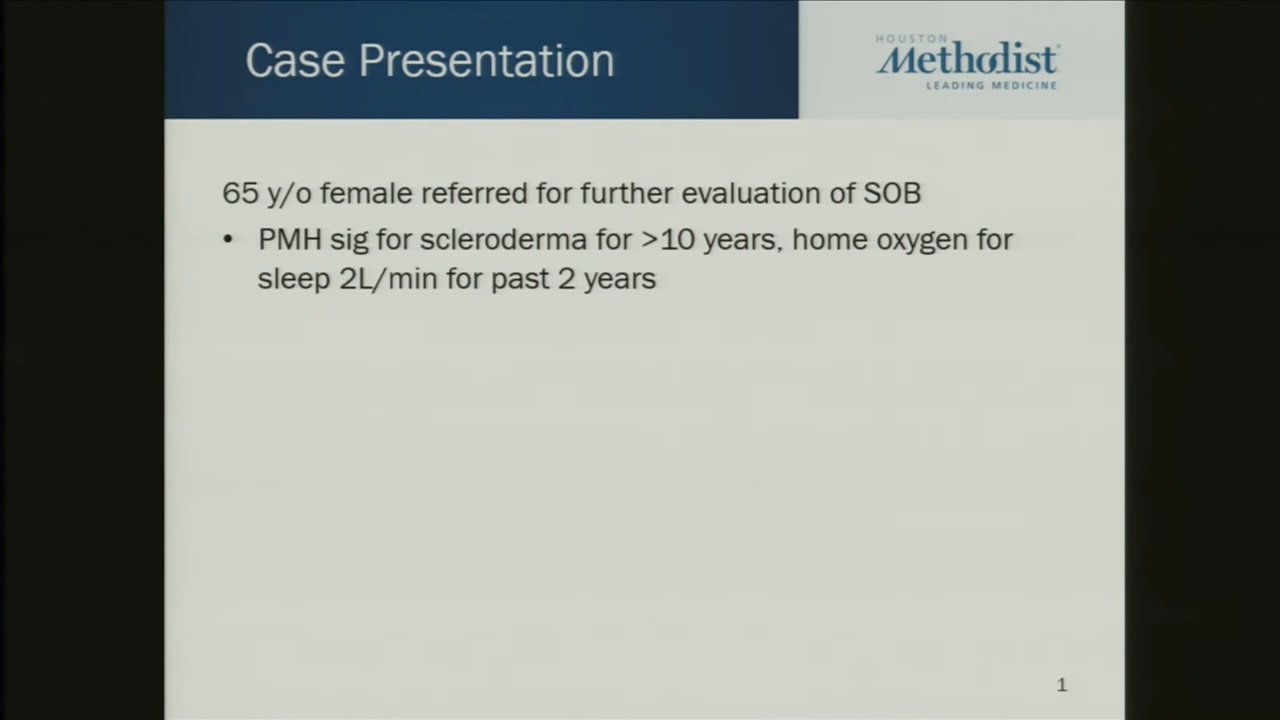 Case Presentation
HOUSTON
Methodist
LEADING MEDICINE
65 y/o female referred for further evaluation of SOB
• PMH sig for scleroderma for >10 years, home oxygen for
sleep 2L/min for past 2 years
1